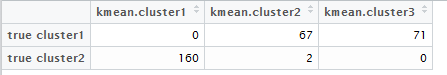 kmean.cluster1 kmean.cluster2 kmean.cluster3
true cluster1 0 67 71
true cluster2 160 2 0